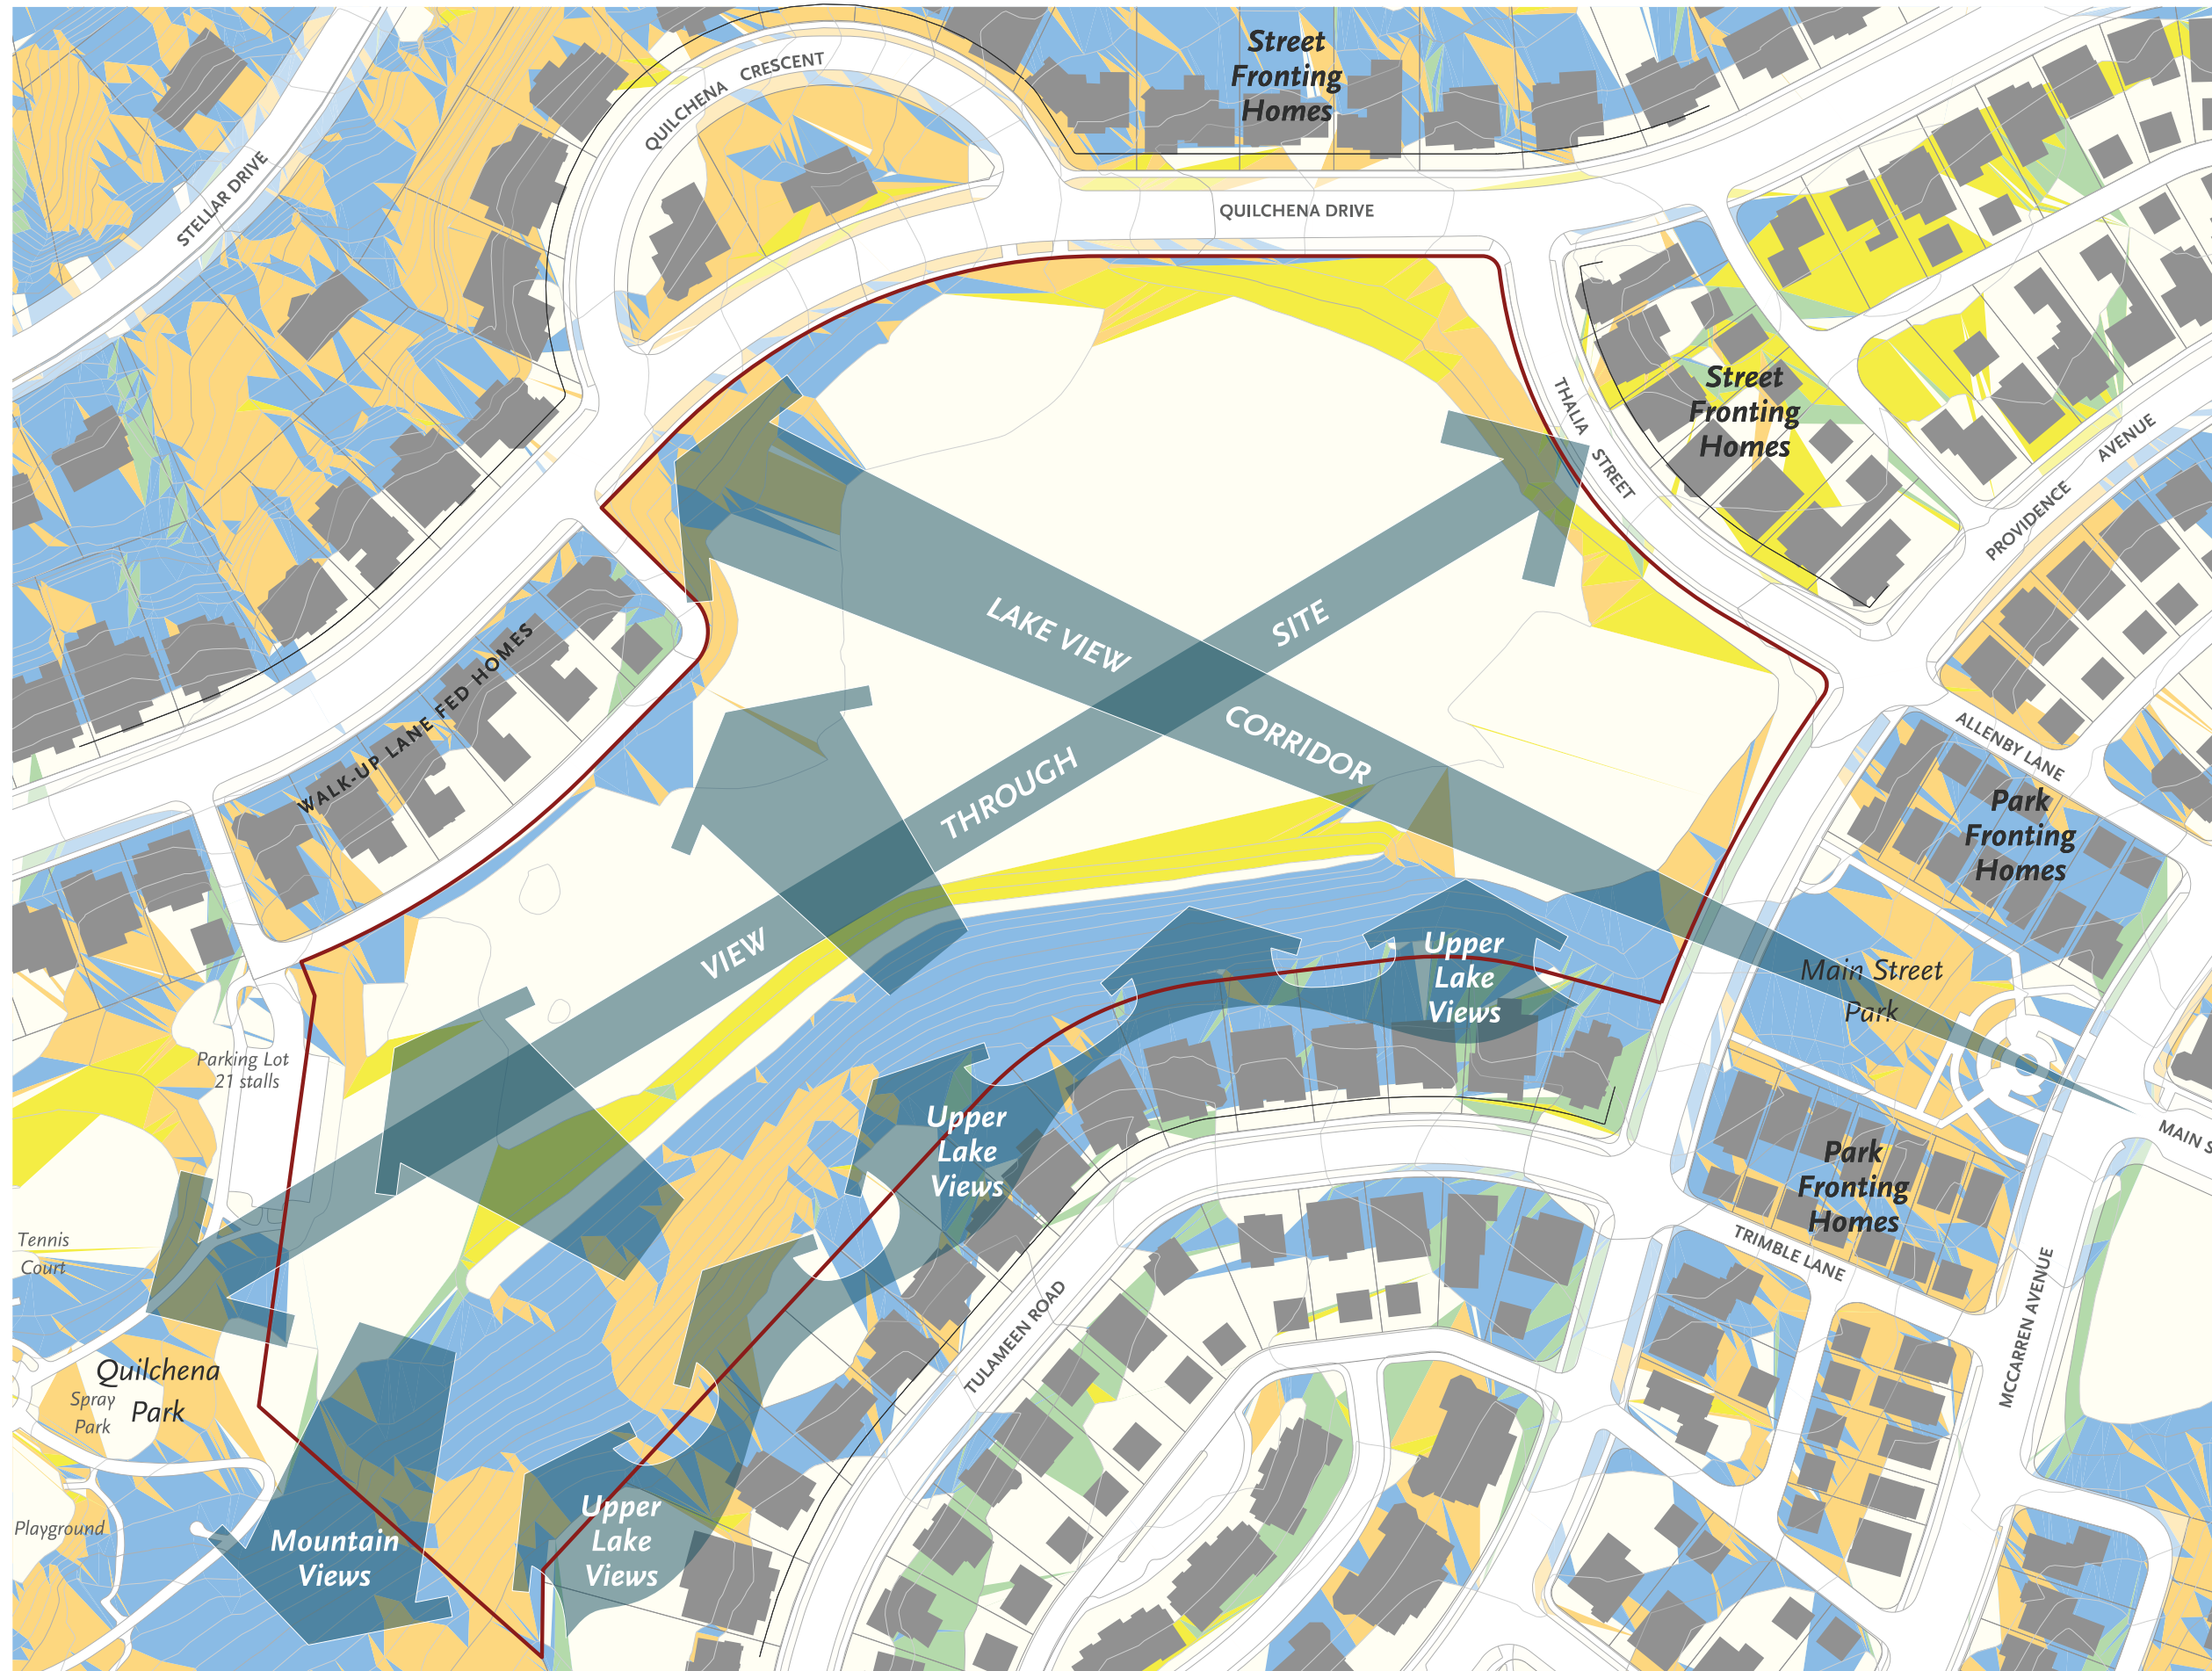 Street
Fronting
Homes
QUILCHENA CRESCENT
STELLAR DRIVE
QUILCHENA DRIVE
Street
Fronting
Homes
THALIA STREET
PROVIDENCE AVENUE
LAKE VIEW CORRIDOR
VIEW THROUGH SITE
WALK-UP LANE FED HOMES
ALLENBY LANE
Park
Fronting
Homes
Main Street
Park
Upper
Lake
Views
Parking Lot
21 stalls
Upper
Lake
Views
MAIN S
Park
Fronting
Homes
Tennis
Court
TRIMBLE LANE
MCCARREN AVENUE
TULAMEEN ROAD
Quilchena
Park
Spray
Park
Playground
Mountain
Views
Upper
Lake
Views